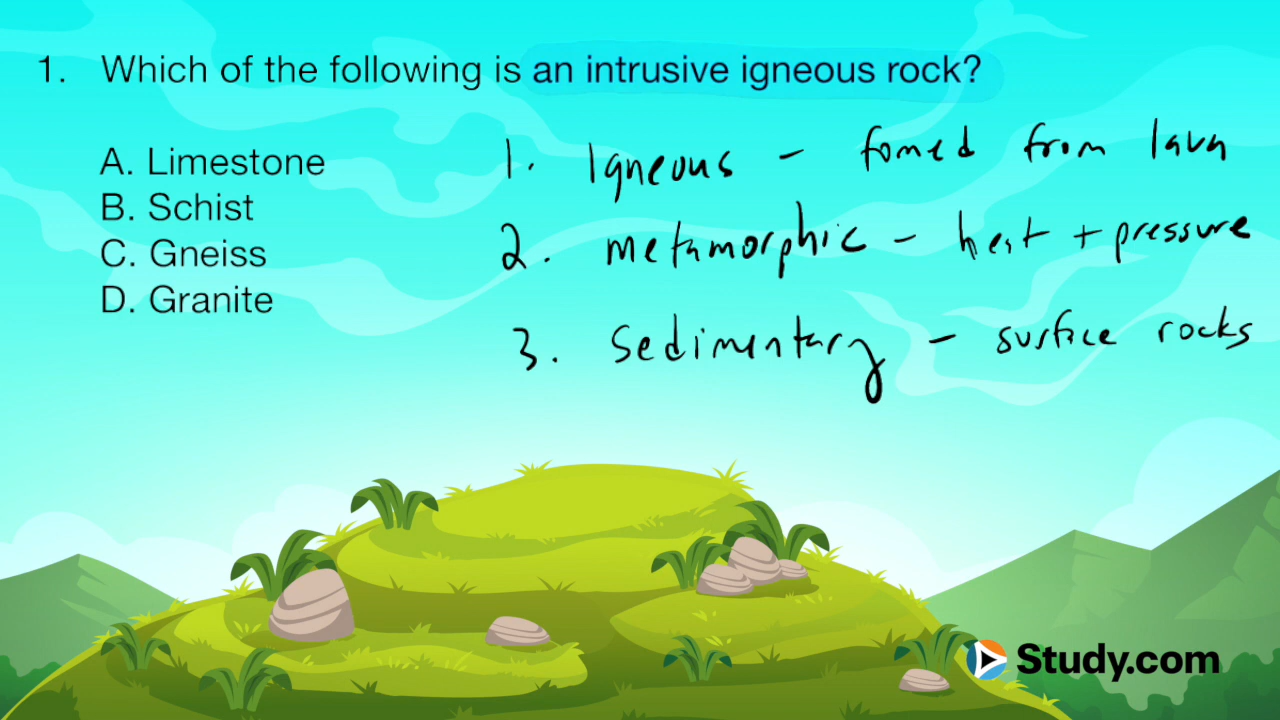 1. Which of the following is an intrusive igneous rock?
A. Limestone
B. Schist
C. Gneiss
D. Granite
1. Igneous – fomed from lava
2. metamorphic – heat + pressure
3. Sedimentary – surface rocks
Study.com